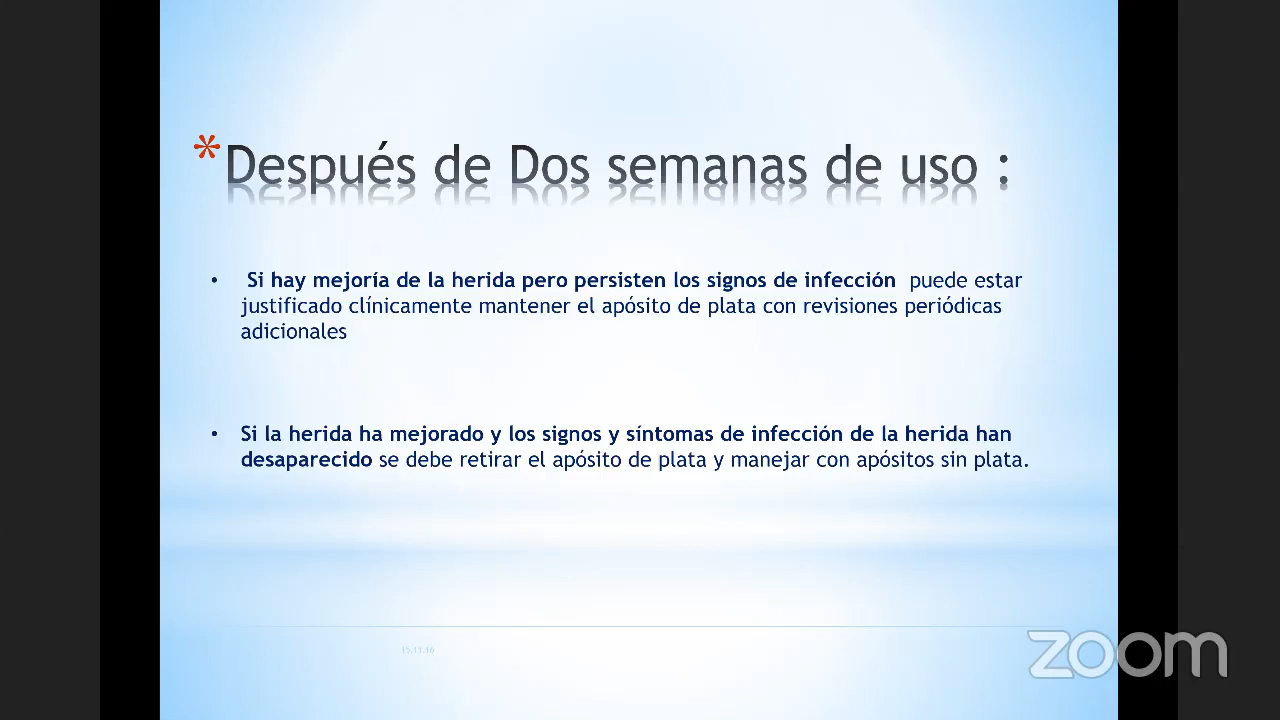 * Después de Dos semanas de uso :
• Si hay mejoría de la herida pero persisten los signos de infección puede estar
justificado clínicamente mantener el apósito de plata con revisiones periódicas
adicionales
• Si la herida ha mejorado y los signos y síntomas de infección de la herida han
desaparecido se debe retirar el apósito de plata y manejar con apósitos sin plata.
15.11.16
zoom